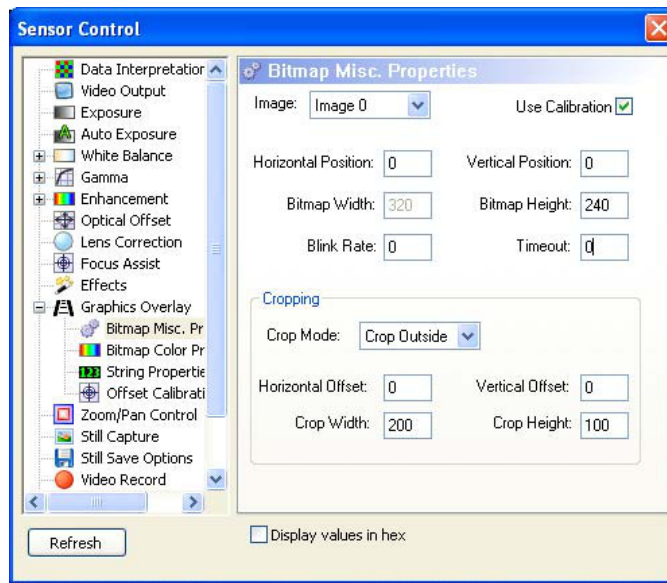 Sensor Control
Data Interpretation
Video Output
Exposure
Auto Exposure
White Balance
Gamma
Enhancement
Optical Offset
Lens Correction
Focus Assist
Effects
Graphics Overlay
Bitmap Misc. Pr
Bitmap Color Pr
123 String Propertie
Offset Calibrati
Zoom/Pan Control
Still Capture
Still Save Options
Video Record
Refresh
Bitmap Misc. Properties
Image: Image 0 Use Calibration
Horizontal Position: 0 Vertical Position: 0
Bitmap Width: 320 Bitmap Height: 240
Blink Rate: 0 Timeout: 0
Cropping
Crop Mode: Crop Outside
Horizontal Offset: 0 Vertical Offset: 0
Crop Width: 200 Crop Height: 100
Display values in hex